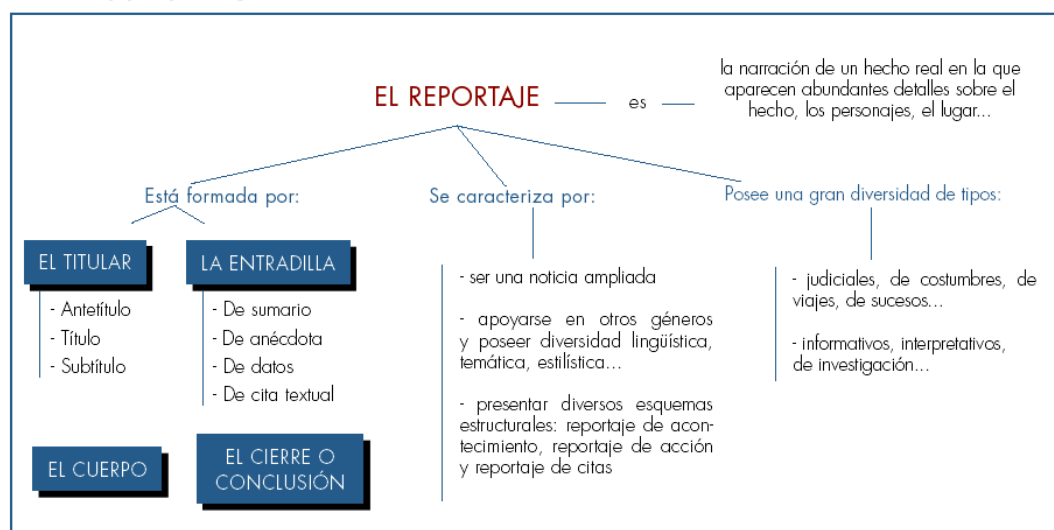 EL REPORTAJE
es
la narración de un hecho real en la que
aparecen abundantes detalles sobre el
hecho, los personajes, el lugar...
Está formada por:
EL TITULAR
- Antetítulo
- Título
- Subtítulo
LA ENTRADILLA
- De sumario
- De anécdota
- De datos
- De cita textual
EL CUERPO
EL CIERRE O
CONCLUSIÓN
Se caracteriza por:
- ser una noticia ampliada
- apoyarse en otros géneros
y poseer diversidad lingüística,
temática, estilística...
- presentar diversos esquemas
estructurales: reportaje de acon-
tecimiento, reportaje de acción
y reportaje de citas
Posee una gran diversidad de tipos:
- judiciales, de costumbres, de
viajes, de sucesos...
- informativos, interpretativos,
de investigación...